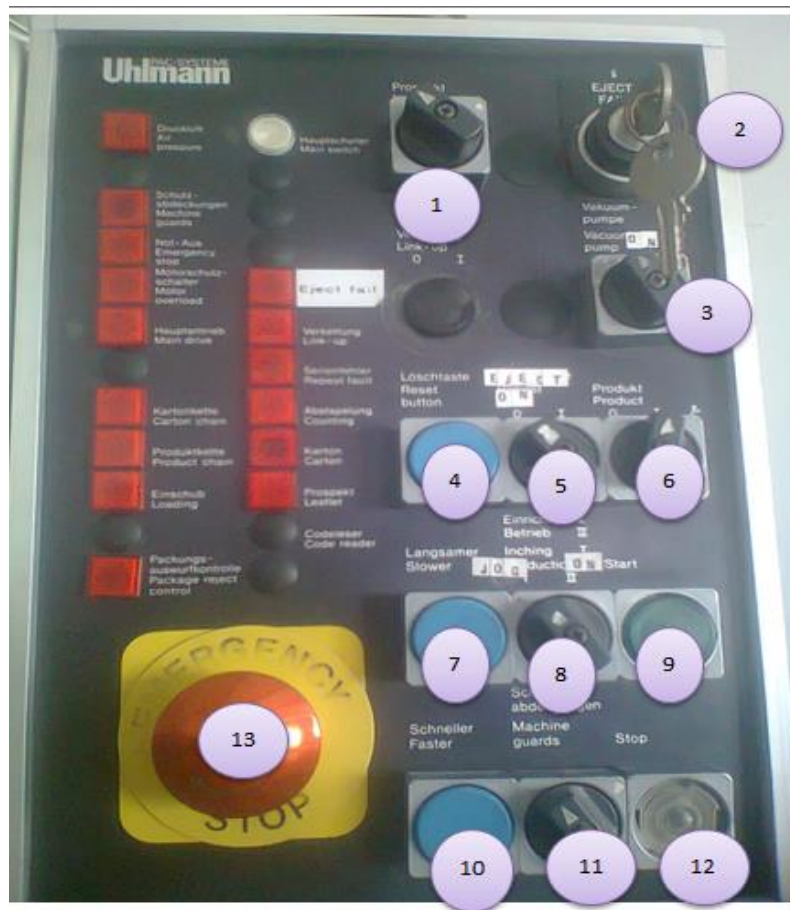 PAC-SYSTEME
Uhlmann
Druckluft
Air
pressure
Hauptschalter
Main switch
EJECT
1
2
Schutz-
abdeckungen
Machine
guards
Not-Aus
Emergency
stop
Motorschutz-
schalter
Motor
overload
Eject fail
Vakuum-
pumpe
Vacuum
pump
ON
Link-up
O I
3
Hauptantrieb
Main drive
Verkettung
Link-up
Serienfehler
Repeat fault
Löschtaste
Reset
button
EJECT
ON
O I
Produkt
Product
O I
Kartonkette
Carton chain
Abstapelung
Counting
Produktkette
Product chain
Karton
Carton
4
5
6
Einschub
Loading
Prospekt
Leaflet
Codeleser
Code reader
Betrieb II
Packungs-
auswurfkontrolle
Package reject
control
Langsamer
Slower
JOG
Inching
I
II
ON
Start
7
8
9
EMERGENCY
STOP
13
Schneller
Faster
Machine
guards
Stop
10
11
12